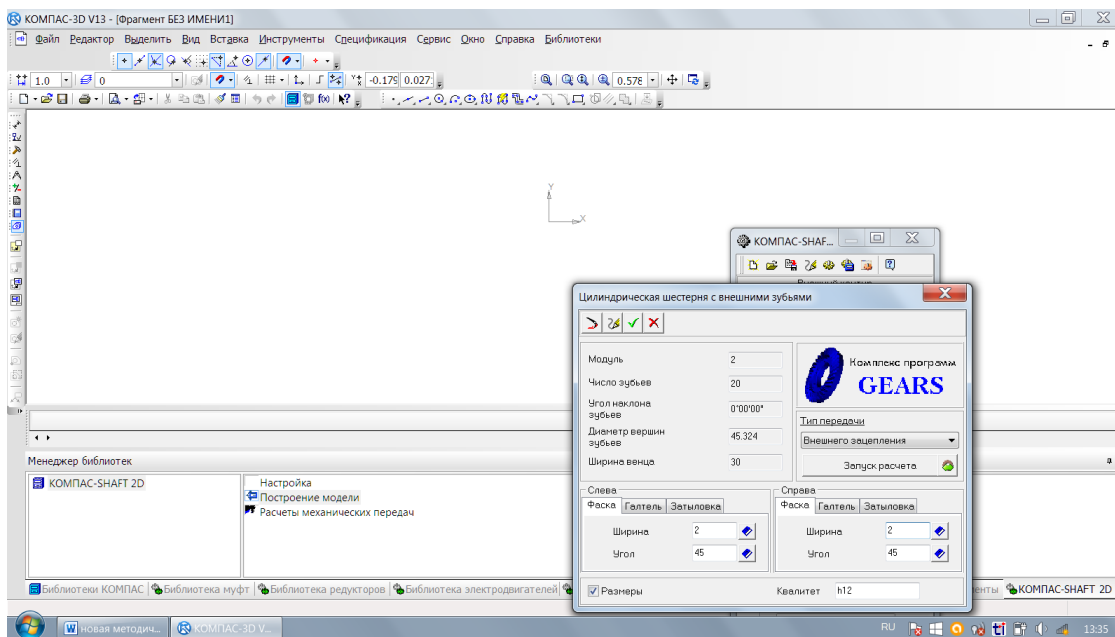 КОМПАС-3D V13 - [Фрагмент БЕЗ ИМЕНИ1]
Файл Редактор Выделить Вид Вставка Инструменты Спецификация Сервис Окно Справка Библиотеки
1.0 0 -0.179 0.027: 0.578
Y
X
КОМПАС-SHAF...
Цилиндрическая шестерня с внешними зубьями
Модуль 2
Число зубьев 20
Угол наклона зубьев 0°00'00"
Диаметр вершин зубьев 45.324
Ширина венца 30
Комплекс программ
GEARS
Тип передачи
Внешнего зацепления
Запуск расчета
Слева
Фаска Галтель Затыловка
Ширина 2
Угол 45
Справа
Фаска Галтель Затыловка
Ширина 2
Угол 45
Размеры Квалитет h12
Менеджер библиотек
КОМПАС-SHAFT 2D
Настройка
Построение модели
Расчеты механических передач
Библиотеки КОМПАС Библиотека муфт Библиотека редукторов Библиотека электродвигателей КОМПАС-SHAFT 2D
новая методич... КОМПАС-3D V... RU 13:35